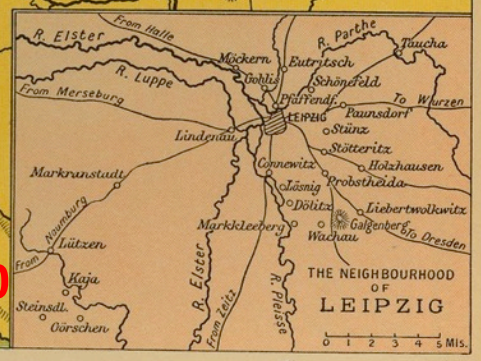 From Halle
R. Elster
R. Parthe
Taucha
Möckern
Eutritsch
R. Luppe
Gohlis
Schönefeld
From Merseburg
Pfaffendf.
To Wurzen
LEIPZIG
Paunsdorf
Lindenau
Stünz
Stötteritz
Connewitz
Holzhausen
Markranstadt
Probstheida
Lösnig
Dölitz
Liebertwolkwitz
Markkleeberg
Galgenberg
Wachau
To Dresden
From Naumburg
Lützen
R. Elster
From Zeitz
R. Pleisse
Kaja
THE NEIGHBOURHOOD
OF
LEIPZIG
Steinsdl.
Görschen
0 1 2 3 4 5 Mls.